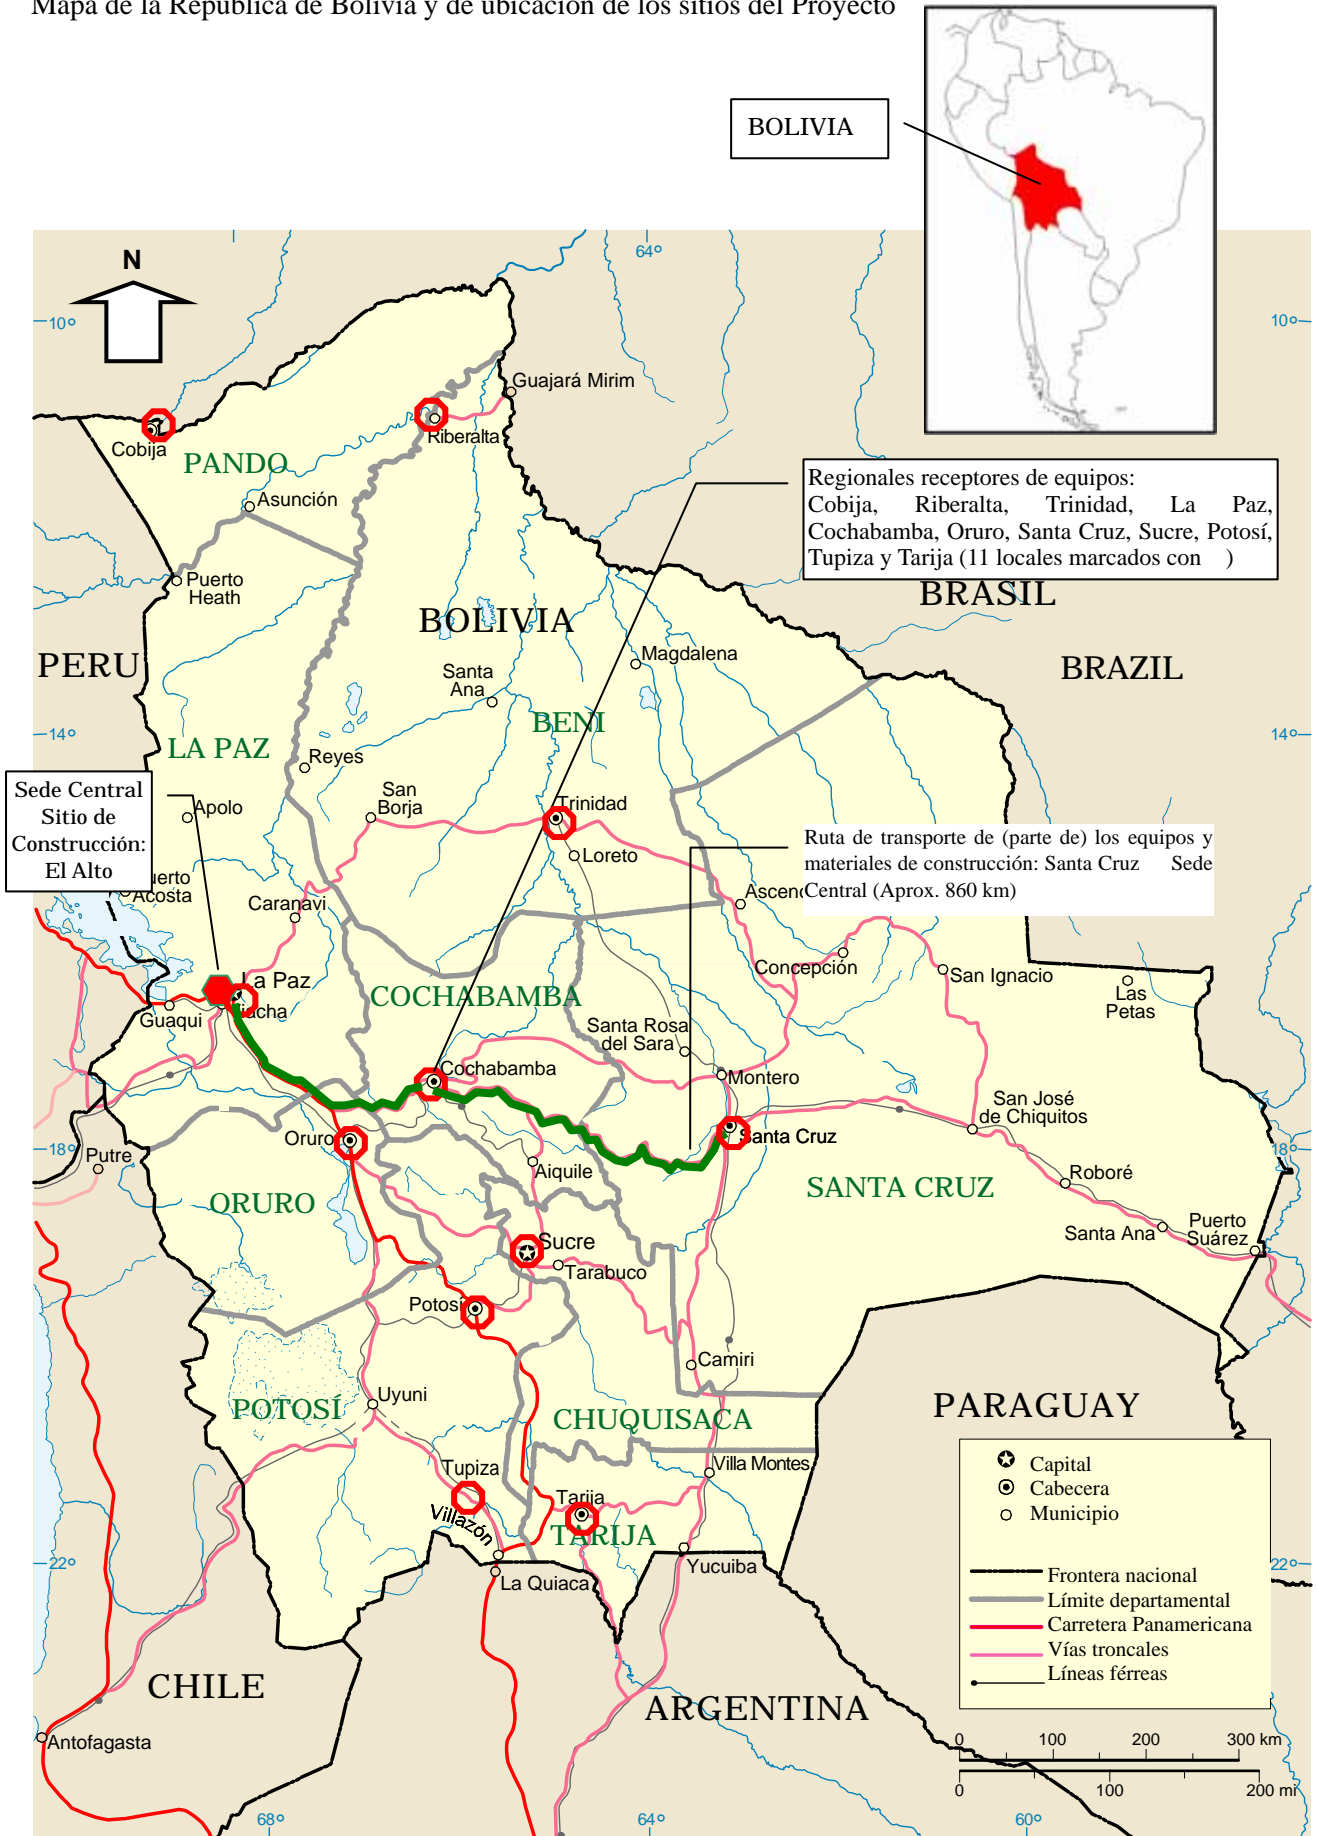 Mapa de la República de Bolivia y de ubicación de los sitios del Proyecto
BOLIVIA
N
64°
10°
10°
Guajará Mirim
Cobija
Riberalta
PANDO
Asunción
Regionales receptores de equipos:
Cobija, Riberalta, Trinidad, La Paz,
Cochabamba, Oruro, Santa Cruz, Sucre, Potosí,
Tupiza y Tarija (11 locales marcados con )
Puerto
Heath
BRASIL
BOLIVIA
PERU
Magdalena
BRAZIL
Santa
Ana
BENI
14°
14°
LA PAZ
Reyes
Sede Central
Sitio de
Construcción:
El Alto
Apolo
San
Borja
Trinidad
Loreto
Ruta de transporte de (parte de) los equipos y
materiales de construcción: Santa Cruz Sede
Central (Aprox. 860 km)
Acosta
Caranavi
Concepción
San Ignacio
La Paz
Las
Petas
COCHABAMBA
Guaqui
Santa Rosa
del Sara
Cochabamba
Montero
San José
de Chiquitos
Oruro
Santa Cruz
18°
Putre
Aiquile
Roboré
ORURO
SANTA CRUZ
Santa Ana
Puerto
Suárez
Sucre
Tarabuco
Potosí
Camiri
Uyuni
POTOSÍ
CHUQUISACA
PARAGUAY
Tupiza
Villa Montes
Villazón
Tarija
TARIJA
Capital
Cabecera
Municipio
22°
22°
La Quiaca
Yucuiba
Frontera nacional
Límite departamental
Carretera Panamericana
Vías troncales
Líneas férreas
CHILE
ARGENTINA
Antofagasta
0 100 200 300 km
0 100 200 mi
68°
64°
60°